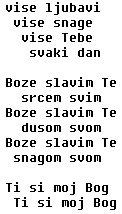 vise ljubavi
vise snage
vise Tebe
svaki dan

Boze slavim Te
srcem svim
Boze slavim Te
dusom svom
Boze slavim Te
snagom svom

Ti si moj Bog
Ti si moj Bog